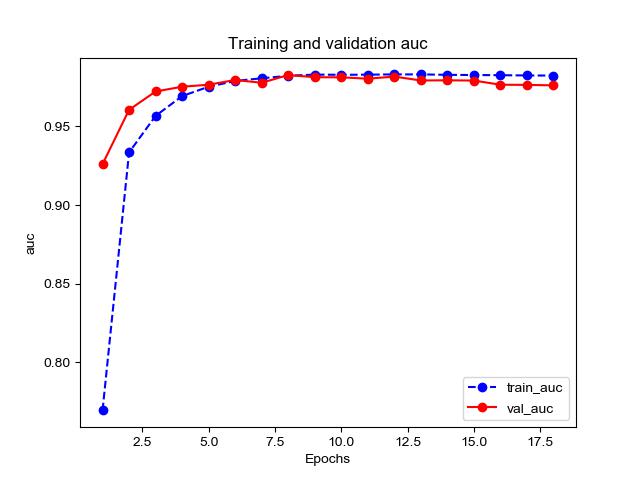 Training and validation auc
auc
0.95
0.90
0.85
0.80
train_auc
val_auc
2.5 5.0 7.5 10.0 12.5 15.0 17.5
Epochs